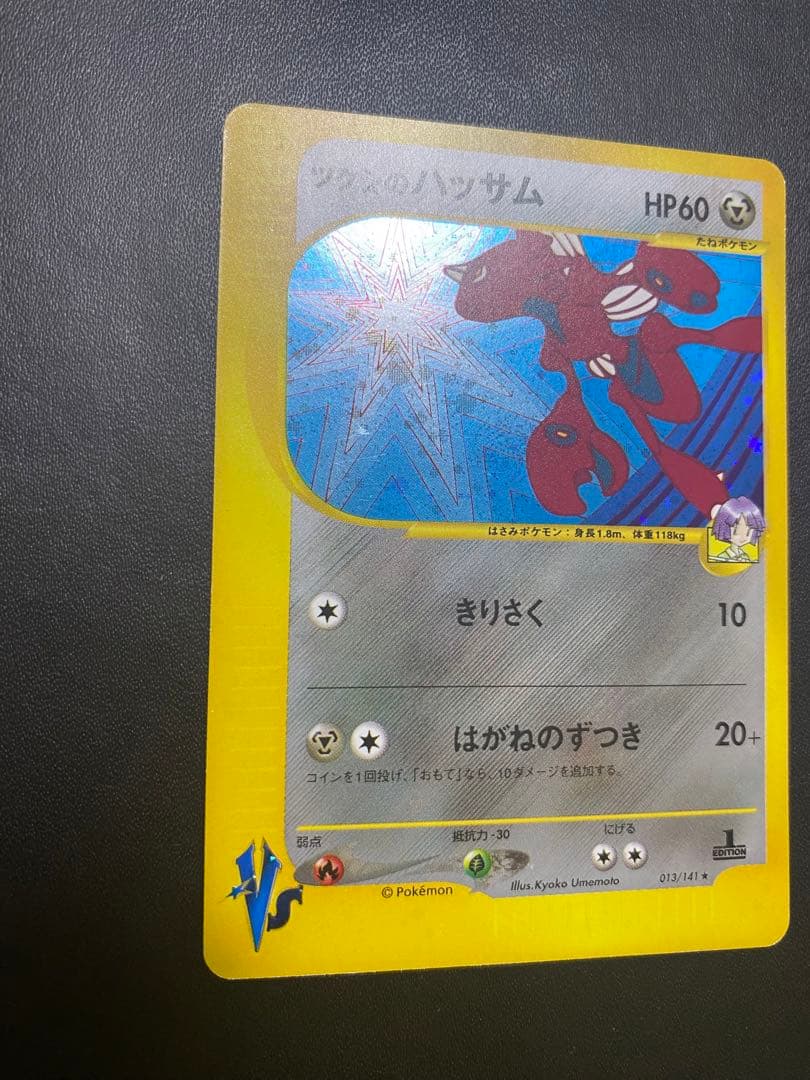 ツクシのハッサム
HP60
たねポケモン
はさみポケモン：身長1.8m、体重118kg
きりさく 10
はがねのずつき 20+
コインを1回投げ、「おもて」なら、10ダメージを追加する。
弱点 抵抗力-30 にげる
1 EDITION
©Pokémon Illus.Kyoko Umemoto 013/141★
VS